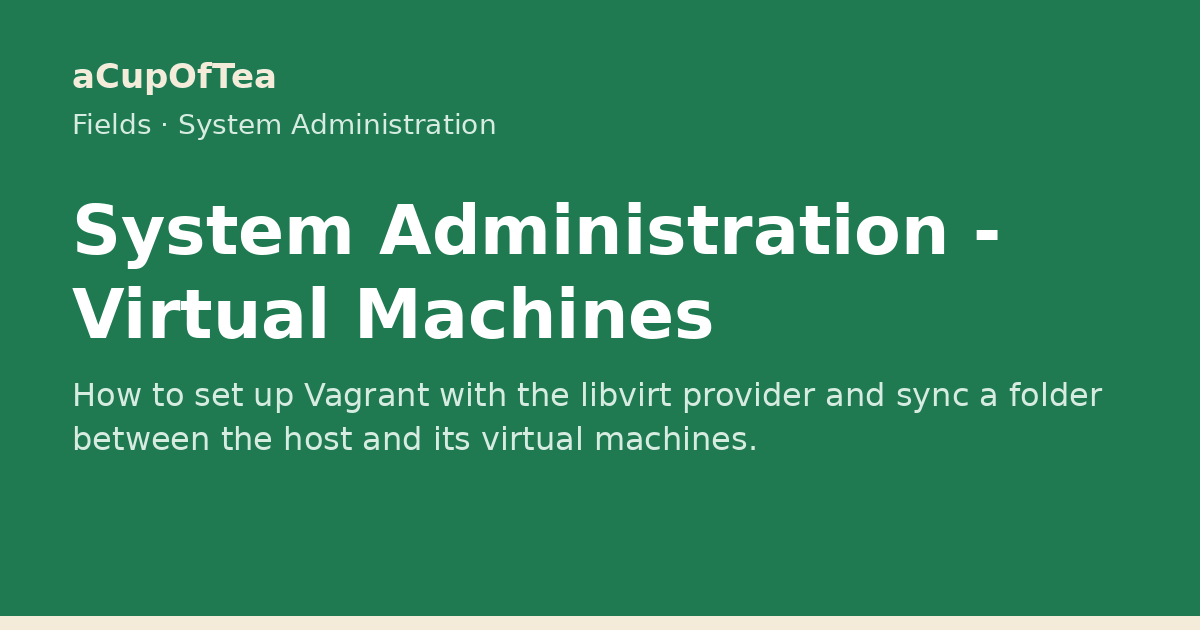 aCupOfTea
Fields · System Administration
System Administration -
Virtual Machines
How to set up Vagrant with the libvirt provider and sync a folder
between the host and its virtual machines.